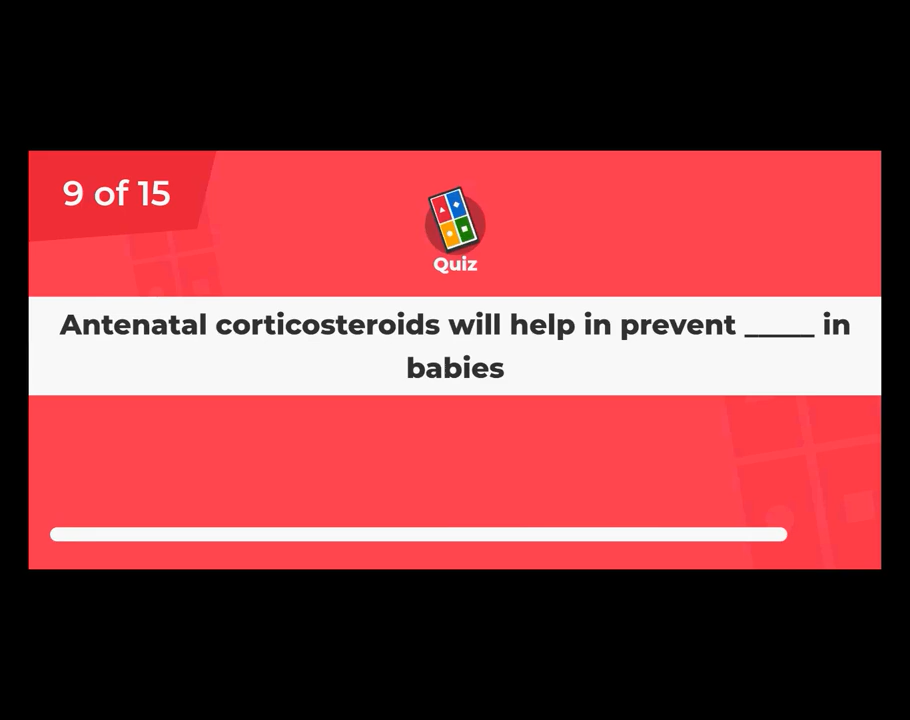 9 of 15
Quiz
Antenatal corticosteroids will help in prevent _____ in
babies